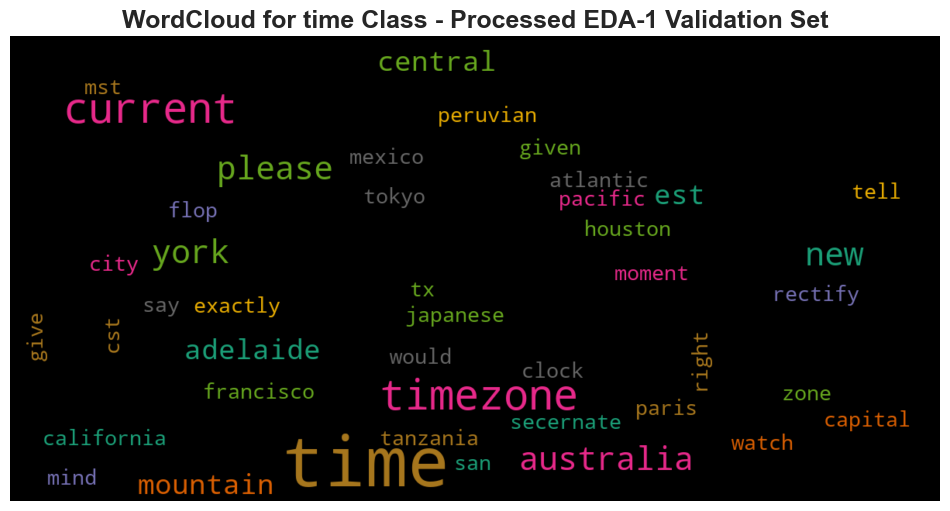 WordCloud for time Class - Processed EDA-1 Validation Set
central
mst
current
peruvian
given
please
mexico
atlantic
tokyo
pacific
est
tell
flop
houston
york
new
city
moment
tx
rectify
say
exactly
japanese
give
cst
adelaide
would
clock
right
francisco
timezone
zone
paris
secernate
capital
california
tanzania
watch
time
san
australia
mind
mountain